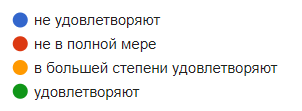 не удовлетворяют
не в полной мере
в большей степени удовлетворяют
удовлетворяют